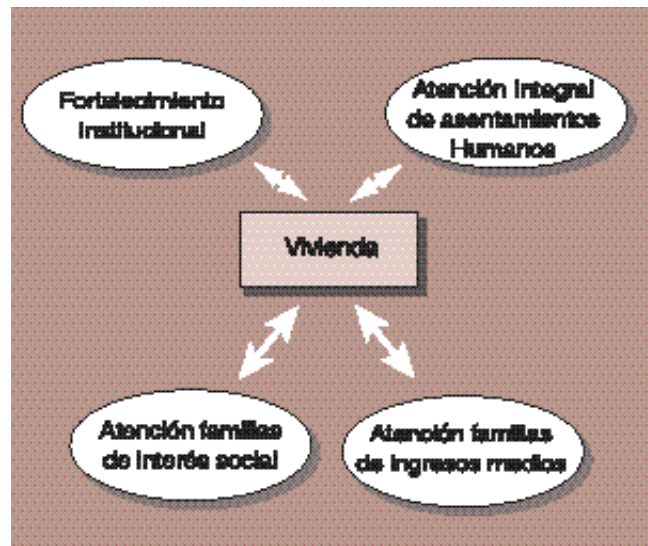 Fortalecimiento
Institucional
Atención Integral
de asentamientos
Humanos
Vivienda
Atención familias
de interés social
Atención familias
de ingresos medios